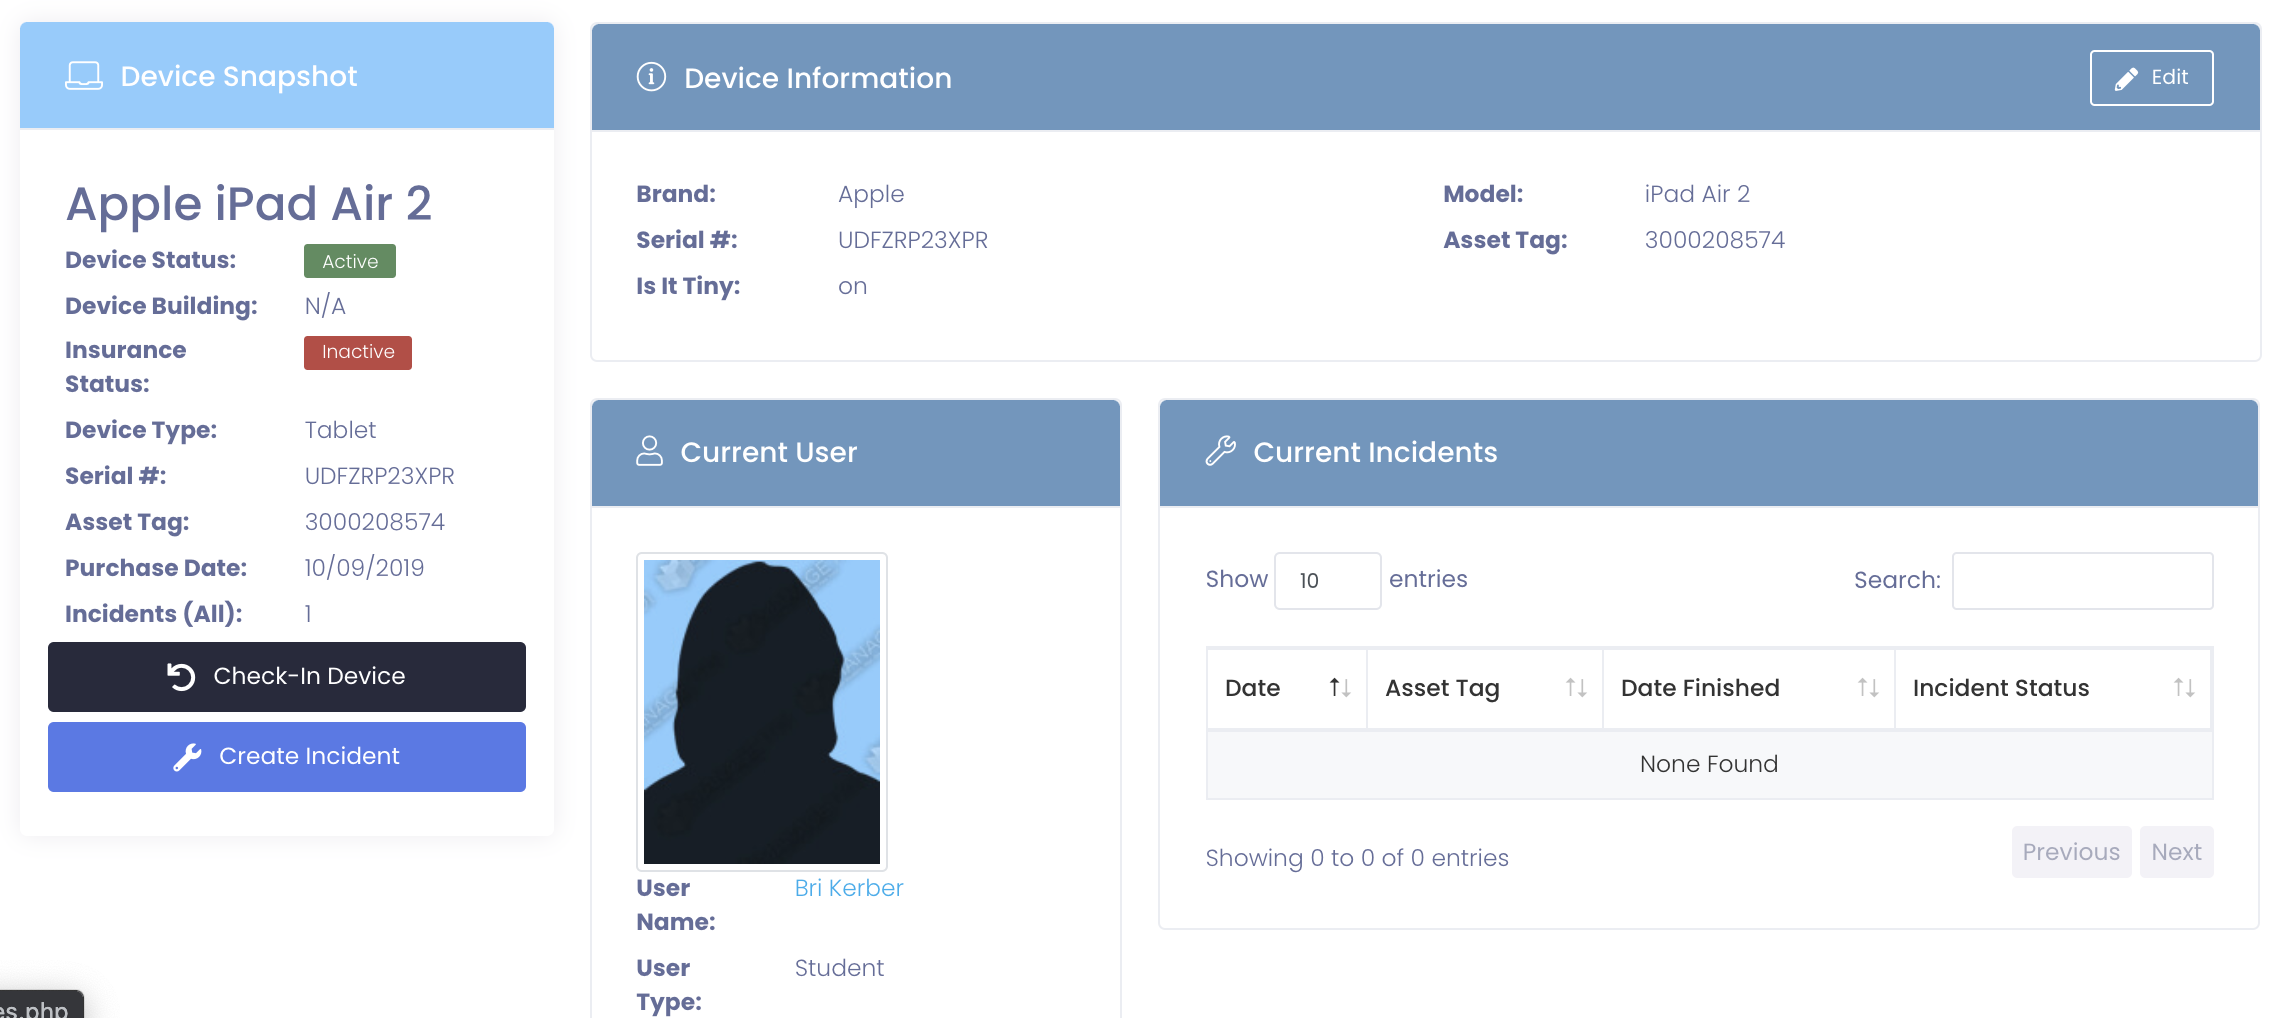 Device Snapshot
Apple iPad Air 2
Device Status: Active
Device Building: N/A
Insurance Status: Inactive
Device Type: Tablet
Serial #: UDFZRP23XPR
Asset Tag: 3000208574
Purchase Date: 10/09/2019
Incidents (All): 1
Check-In Device
Create Incident
Device Information
Edit
Brand: Apple
Model: iPad Air 2
Serial #: UDFZRP23XPR
Asset Tag: 3000208574
Is It Tiny: on
Current User
User Name: Bri Kerber
User Type: Student
Current Incidents
Show 10 entries
Search:
Date Asset Tag Date Finished Incident Status
None Found
Showing 0 to 0 of 0 entries
Previous Next
es.php